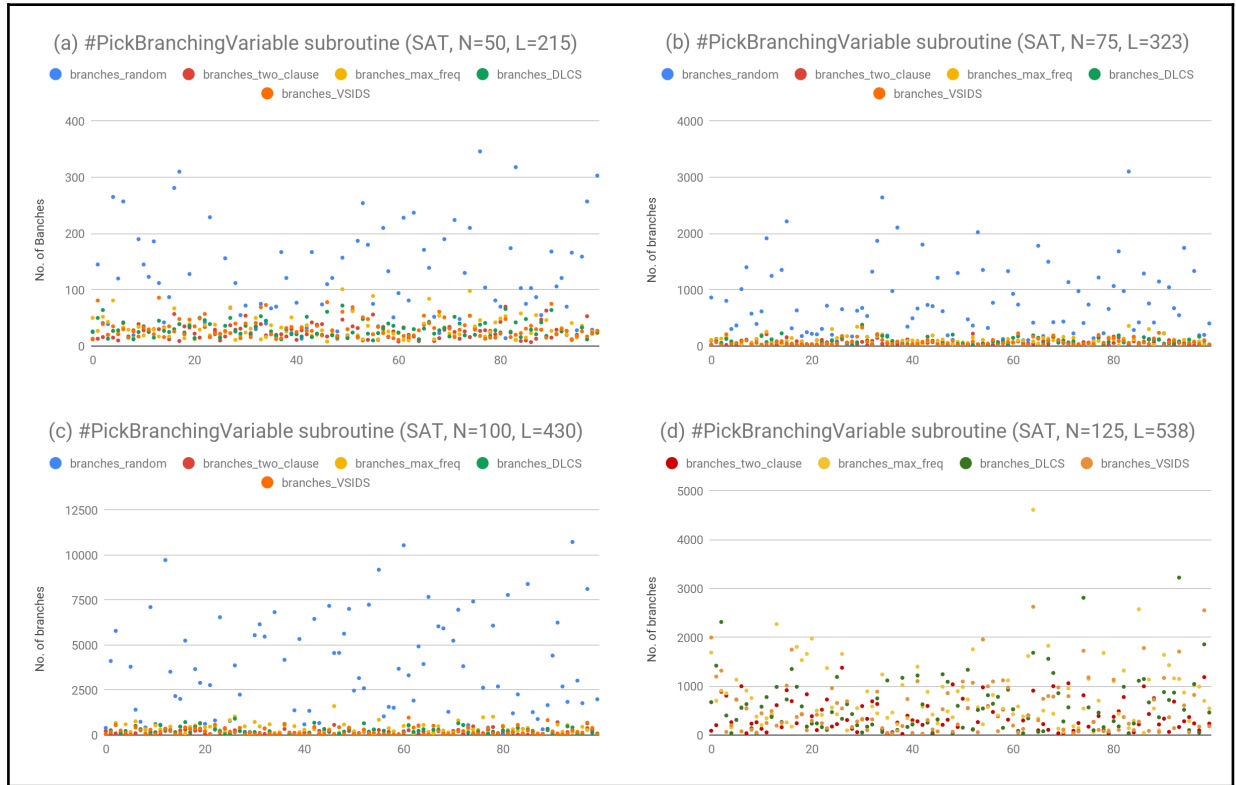 (a) #PickBranchingVariable subroutine (SAT, N=50, L=215)
branches_random branches_two_clause branches_max_freq branches_DLCS
branches_VSIDS
No. of Banches
400
300
200
100
0
0 20 40 60 80
(b) #PickBranchingVariable subroutine (SAT, N=75, L=323)
branches_random branches_two_clause branches_max_freq branches_DLCS
branches_VSIDS
No. of branches
4000
3000
2000
1000
0
0 20 40 60 80
(c) #PickBranchingVariable subroutine (SAT, N=100, L=430)
branches_random branches_two_clause branches_max_freq branches_DLCS
branches_VSIDS
No. of branches
12500
10000
7500
5000
2500
0
0 20 40 60 80
(d) #PickBranchingVariable subroutine (SAT, N=125, L=538)
branches_two_clause branches_max_freq branches_DLCS branches_VSIDS
No. of branches
5000
4000
3000
2000
1000
0
0 20 40 60 80